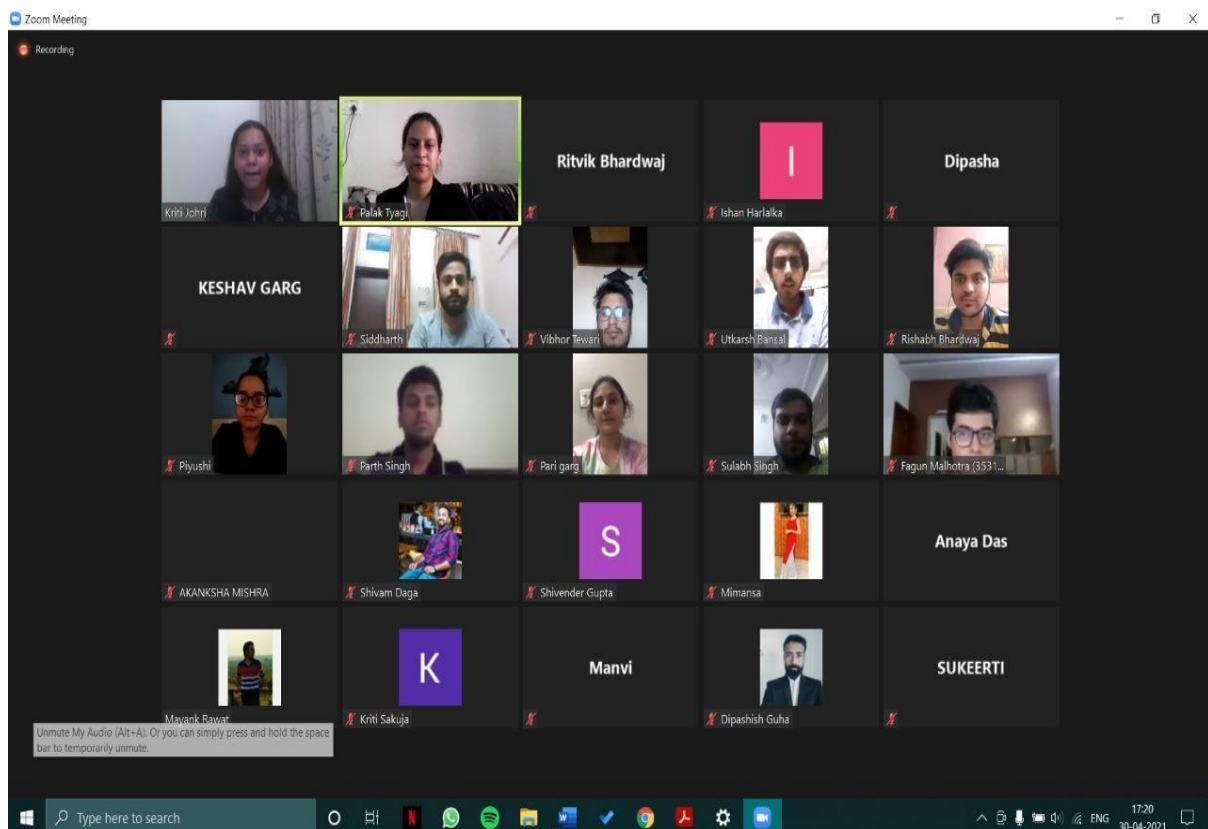 Zoom Meeting
Recording
Kriti Johri
Palak Tyagi
Ritvik Bhardwaj
I
Ishan Harlalka
Dipasha
KESHAV GARG
Siddharth
Vibhor Tewari
Utkarsh Bansal
Rishabh Bhardwaj
Piyushi
Parth Singh
Pari garg
Sulabh Singh
Fagun Malhotra (3531...
AKANKSHA MISHRA
Shivam Daga
S
Shivender Gupta
Mimansa
Anaya Das
Mayank Rawat
K
Kriti Sakuja
Manvi
Dipashish Guha
SUKEERTI
Unmute My Audio (Alt+A). Or you can simply press and hold the space
bar to temporarily unmute.
Type here to search
N
W
ENG
17:20
30-04-2021